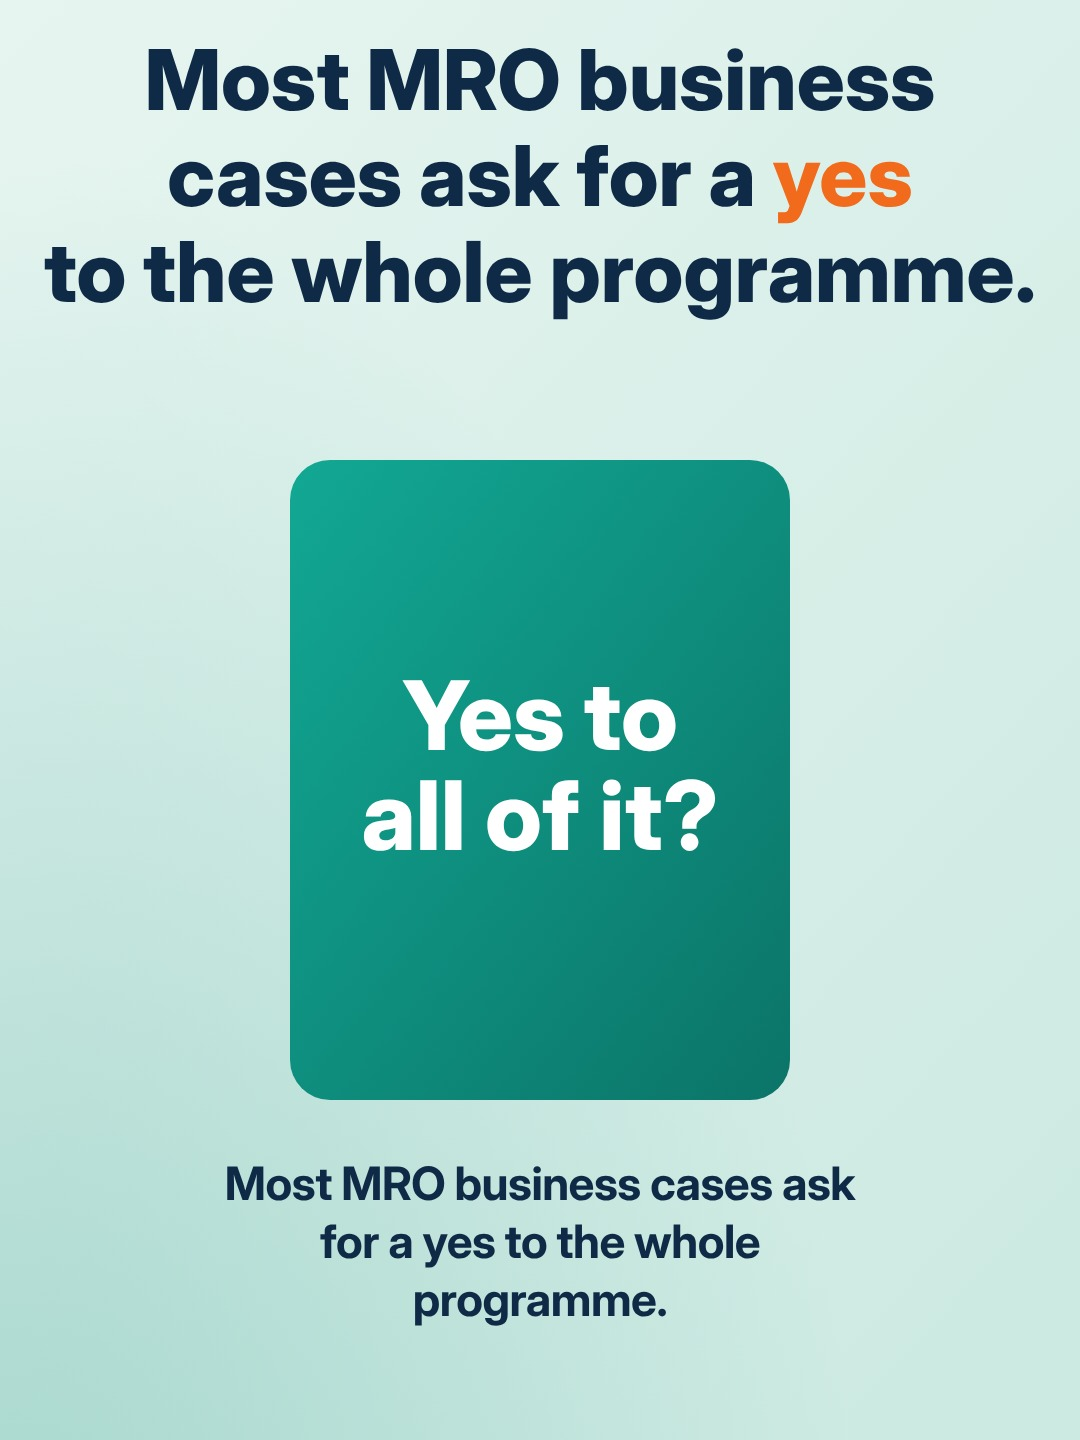 Most MRO business
cases ask for a yes
to the whole programme.
Yes to
all of it?
Most MRO business cases ask
for a yes to the whole
programme.